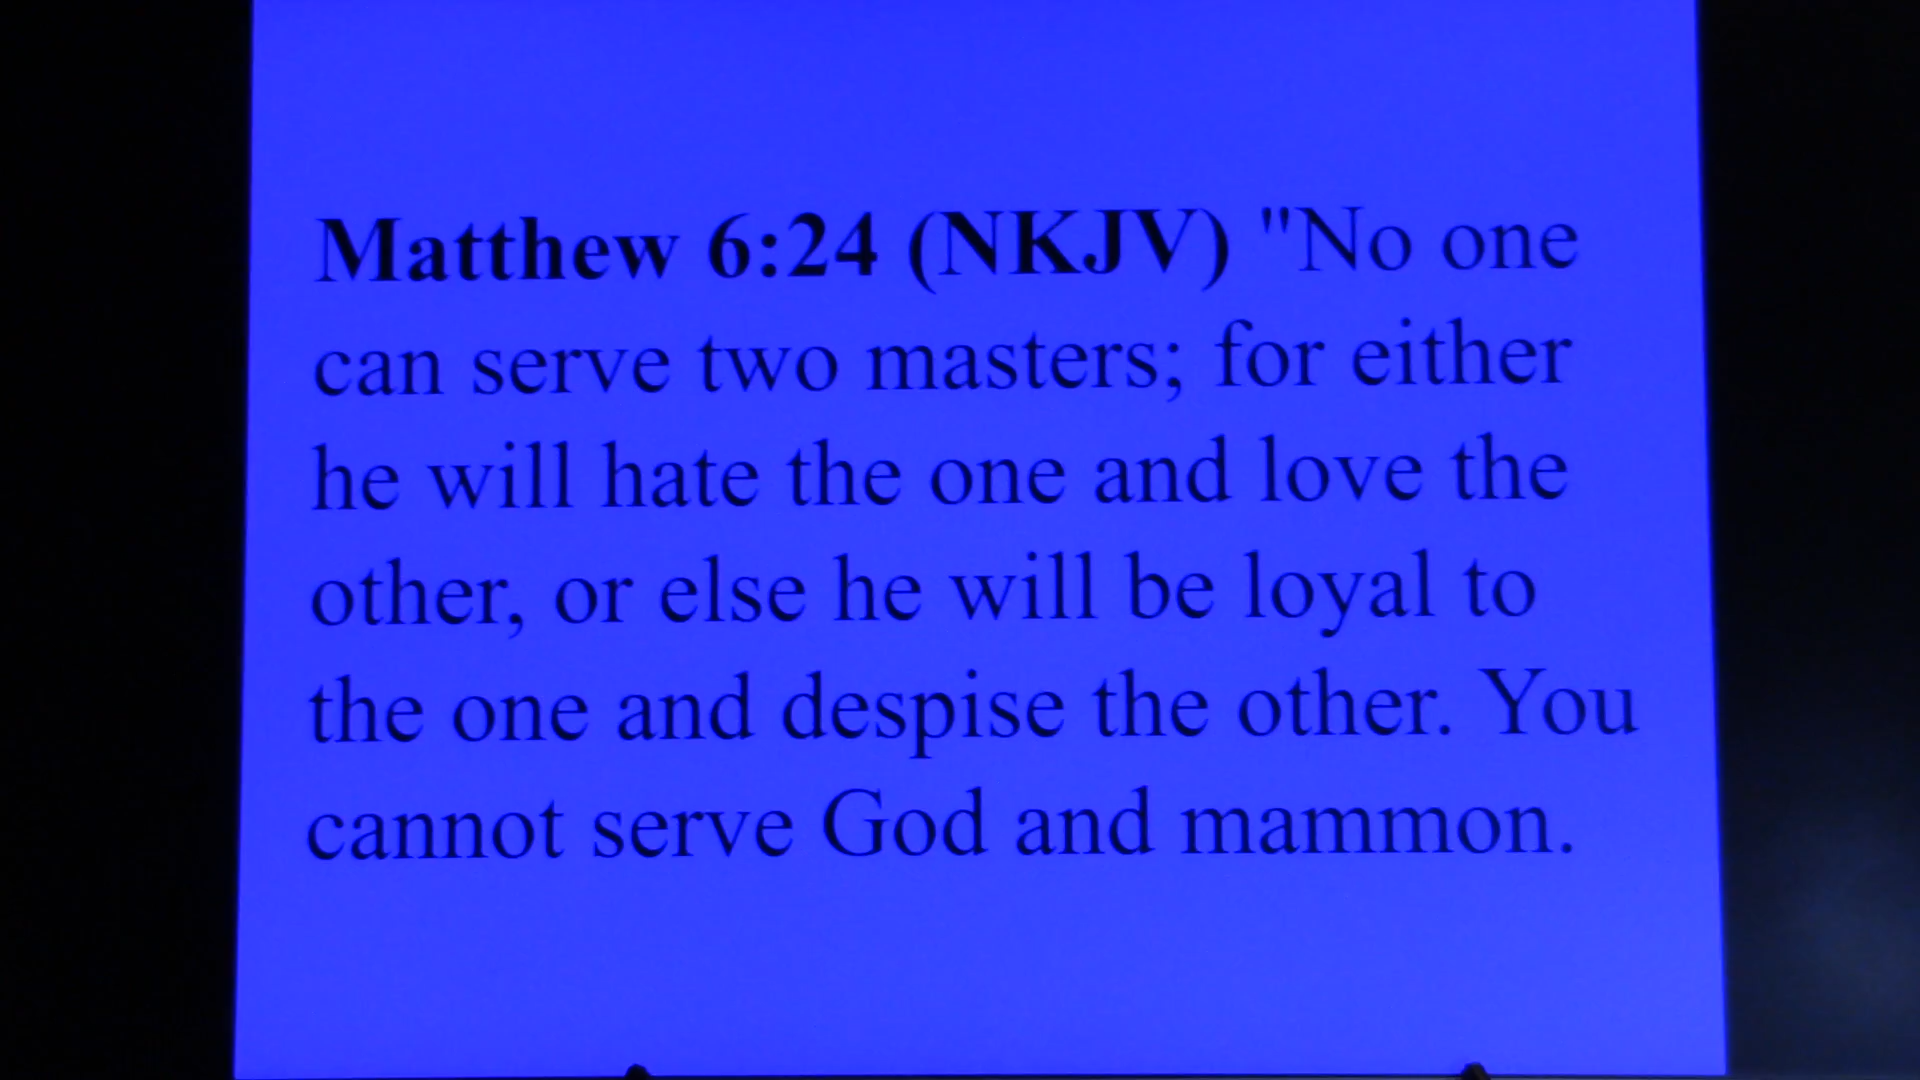 Matthew 6:24 (NKJV) "No one
can serve two masters; for either
he will hate the one and love the
other, or else he will be loyal to
the one and despise the other. You
cannot serve God and mammon.